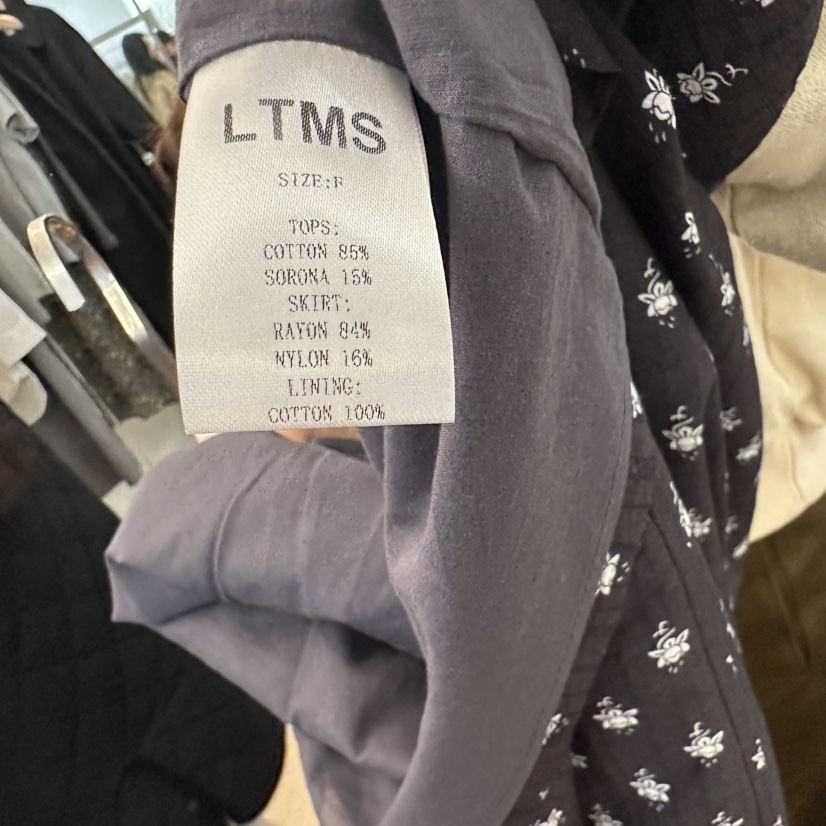 LTMS
SIZE:F
TOPS:
COTTON 85%
SORONA 15%
SKIRT:
RAYON 84%
NYLON 16%
LINING:
COTTON 100%